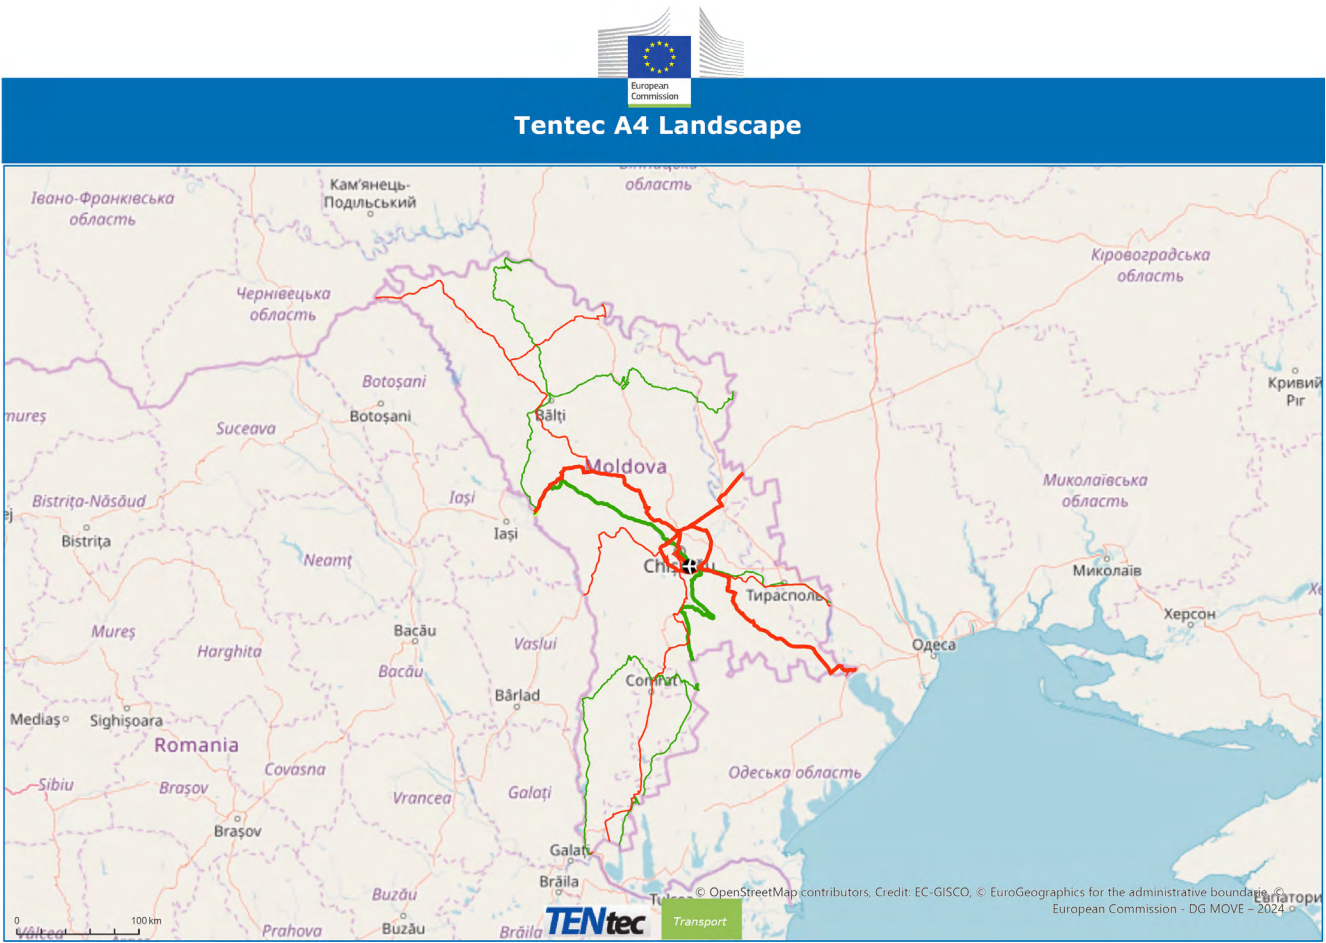 European
Commission
Tentec A4 Landscape
Вінницька
область
Кам'янець-
Подільський
Івано-Франківська
область
Кіровоградська
область
Чернівецька
область
Кривий
Ріг
Botoșani
Botoșani
mureș
Suceava
Bălți
Moldova
Миколаївська
область
Iași
Iași
Bistrița-Năsăud
Bistrița
Neamț
Миколаїв
Тирасполь
Херсон
Mureș
Bacău
Vaslui
Одеса
Harghita
Bacău
Comrat
Bârlad
Mediaș
Sighișoara
Romania
Covasna
Одеська область
Sibiu
Brașov
Vrancea
Galați
Brașov
Galați
Brăila
Buzău
© OpenStreetMap contributors, Credit: EC-GISCO, © EuroGeographics for the administrative boundarie, ©
European Commission - DG MOVE – 2024
0 100 km
Vâlcea
Prahova
Buzău
Brăila
TENtec
Transport